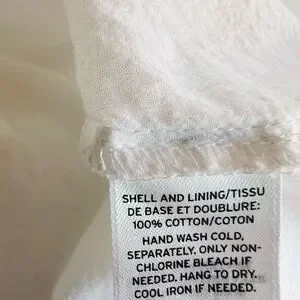 SHELL AND LINING/TISSU
DE BASE ET DOUBLURE:
100% COTTON/COTON
HAND WASH COLD,
SEPARATELY. ONLY NON-
CHLORINE BLEACH IF
NEEDED. HANG TO DRY.
COOL IRON IF NEEDED.